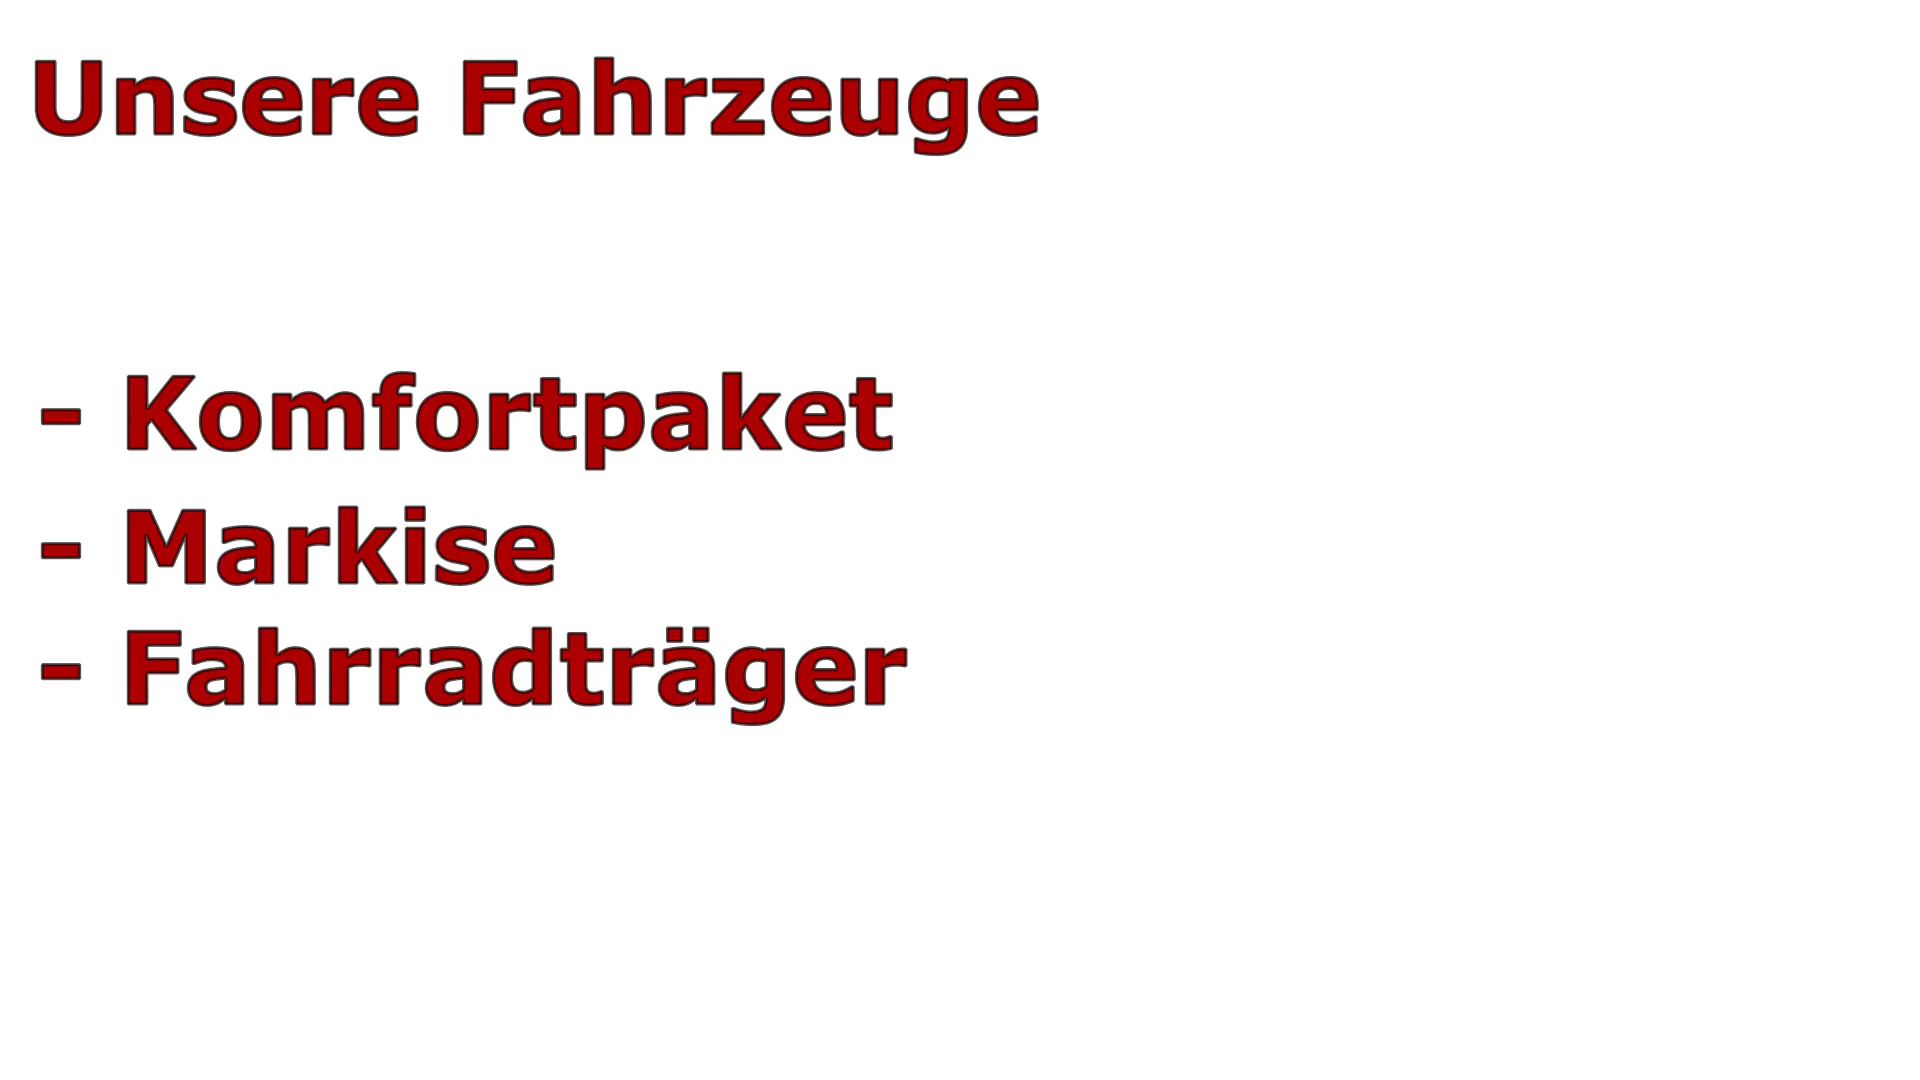 Unsere Fahrzeuge
- Komfortpaket
- Markise
- Fahrradträger